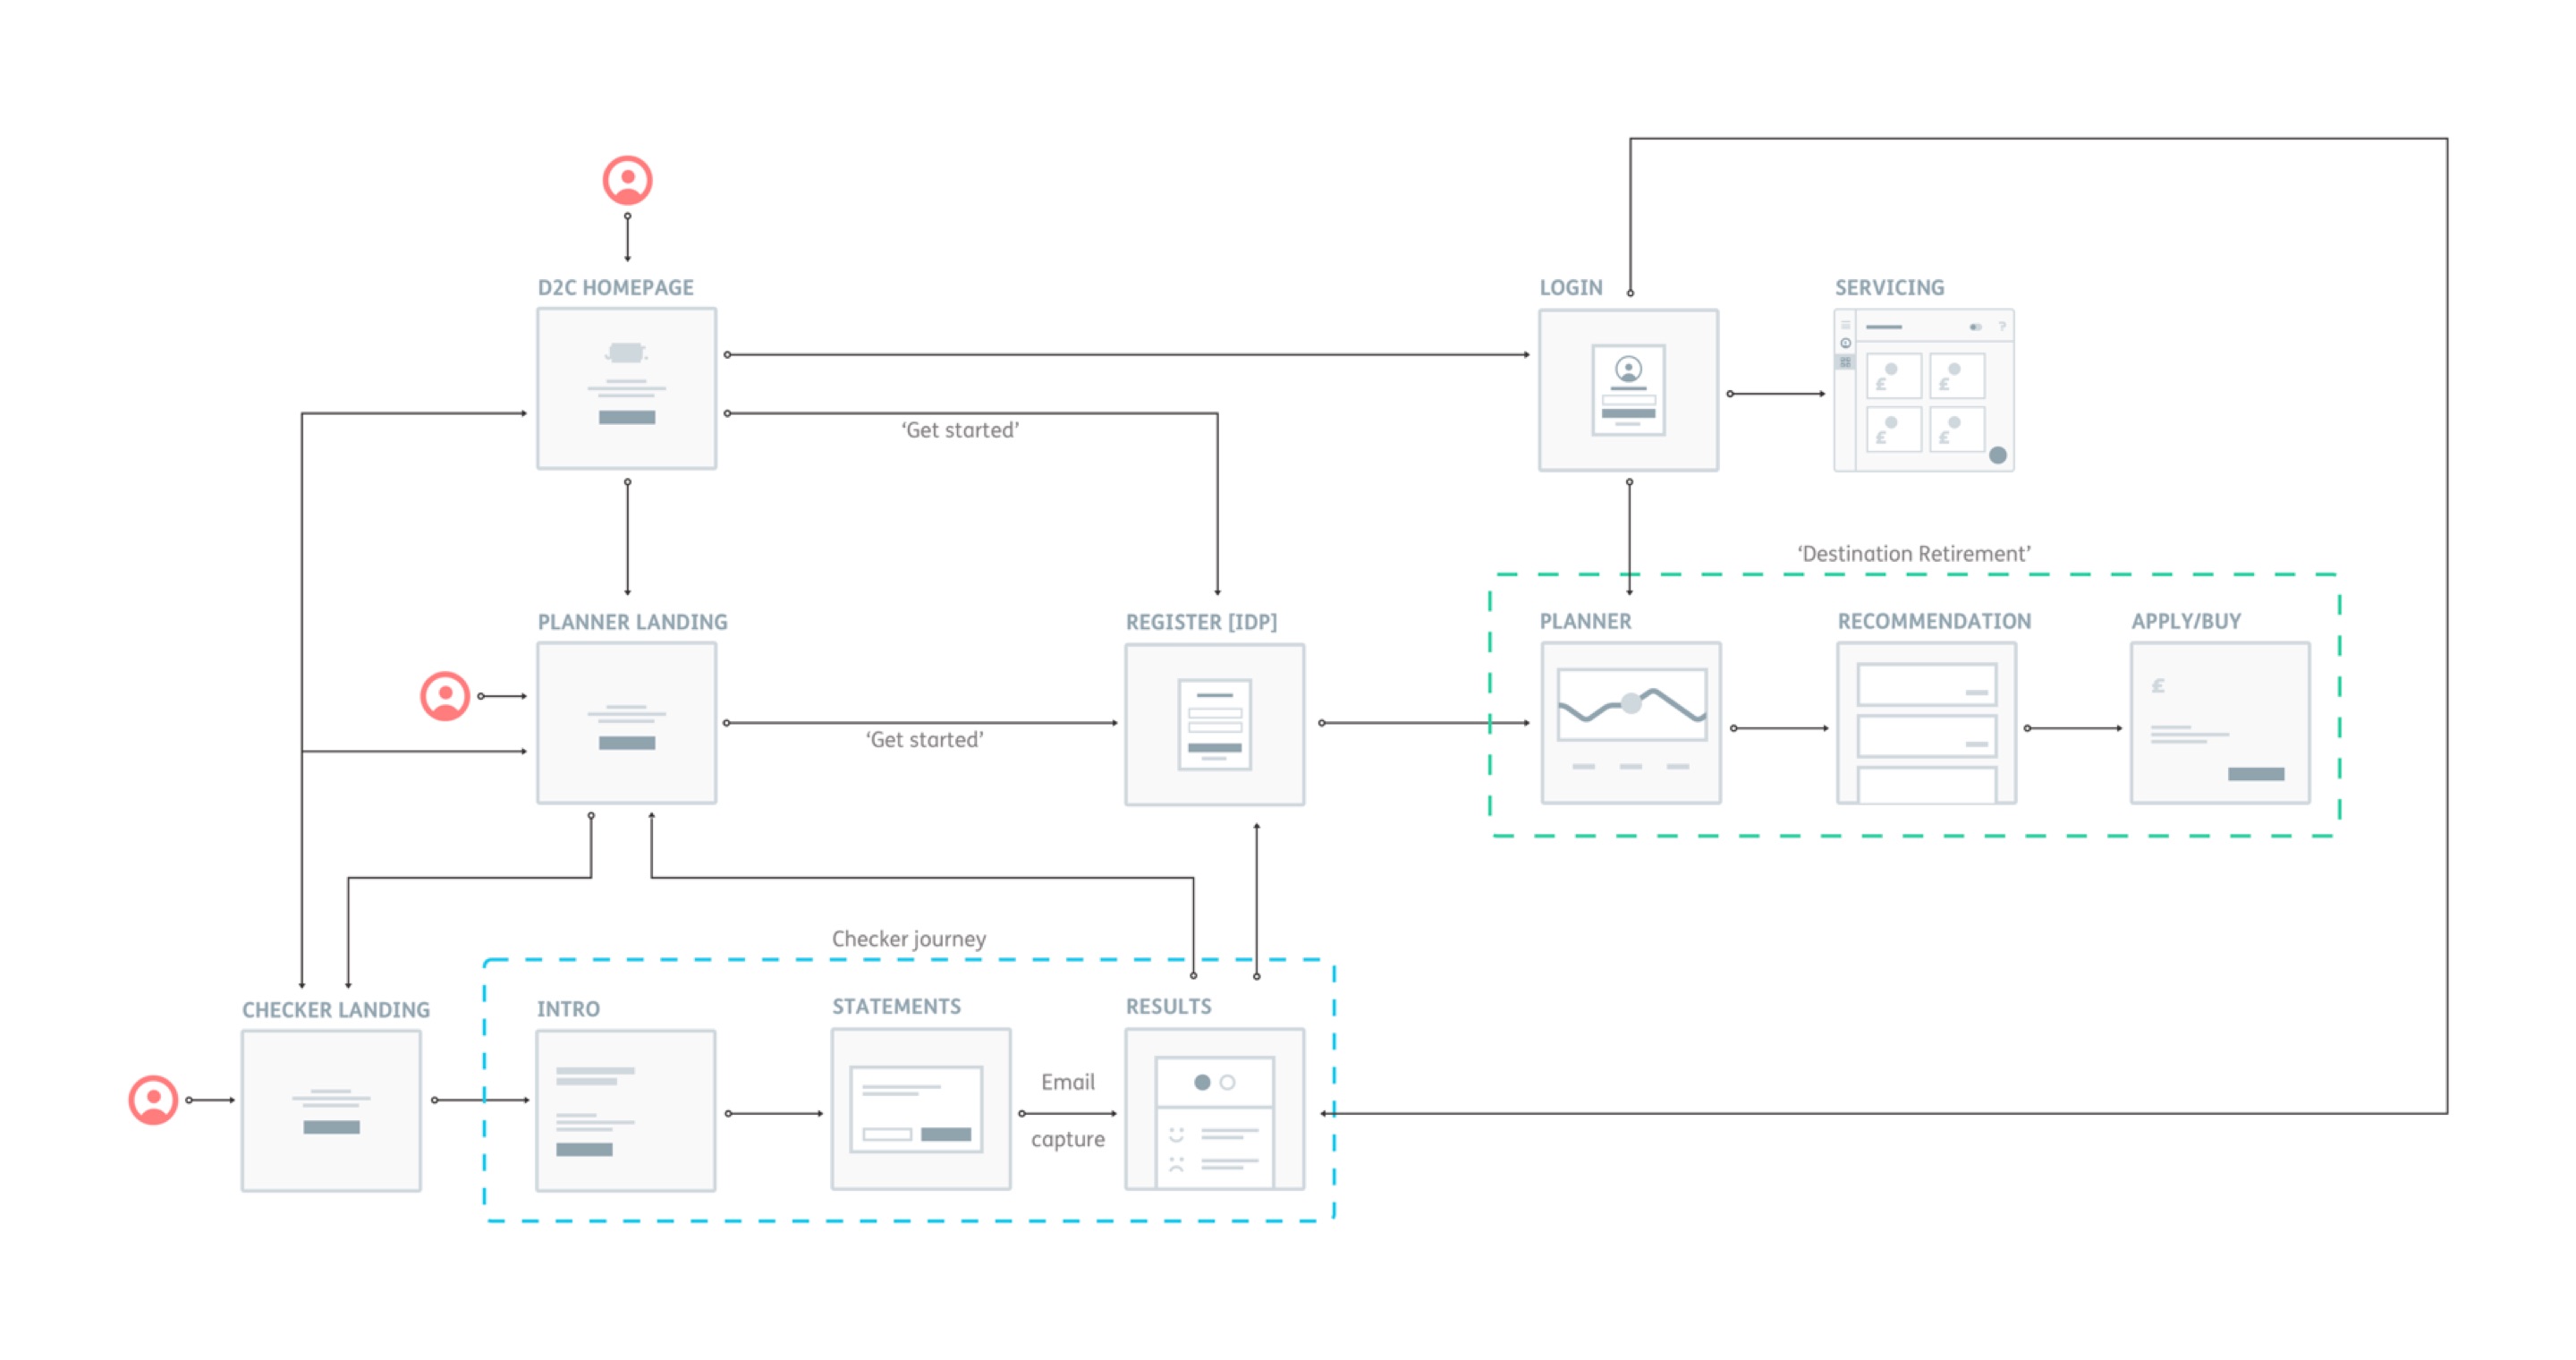 D2C HOMEPAGE
LOGIN
SERVICING
?
£ £
£ £
‘Get started’
‘Destination Retirement’
PLANNER LANDING
REGISTER [IDP]
PLANNER
RECOMMENDATION
APPLY/BUY
£
‘Get started’
Checker journey
CHECKER LANDING
INTRO
STATEMENTS
RESULTS
Email
capture